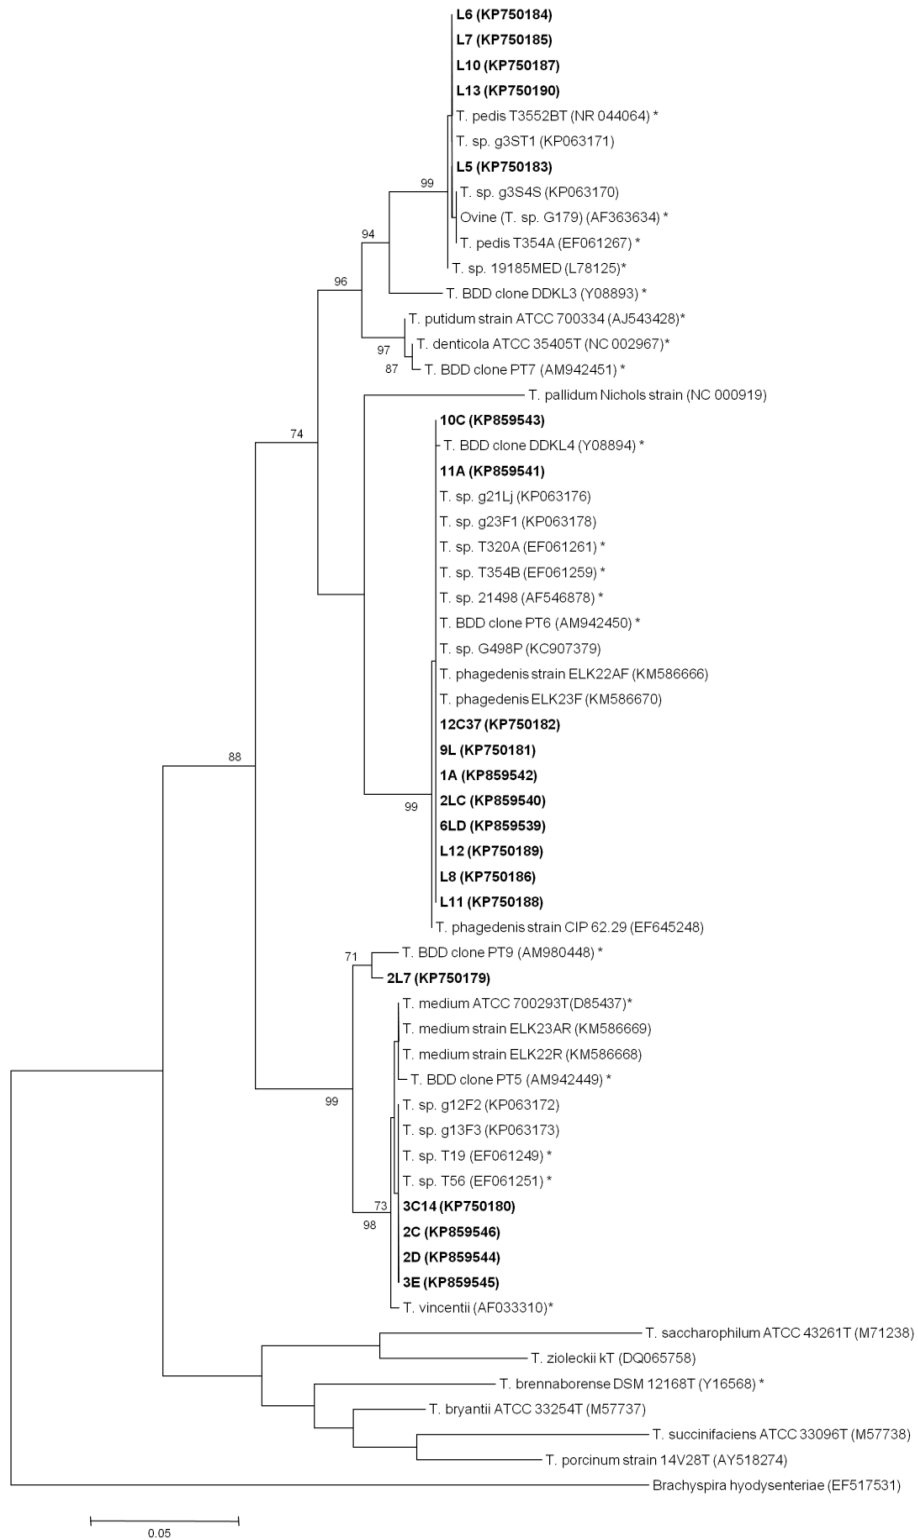 L6 (KP750184)
L7 (KP750185)
L10 (KP750187)
L13 (KP750190)
T. pedis T3552BT (NR 044064) *
T. sp. g3ST1 (KP063171)
L5 (KP750183)
99
T. sp. g3S4S (KP063170)
Ovine (T. sp. G179) (AF363634) *
94
T. pedis T354A (EF061267) *
T. sp. 19185MED (L78125)*
96
T. BDD clone DDKL3 (Y08893) *
T. putidum strain ATCC 700334 (AJ543428)*
T. denticola ATCC 35405T (NC 002967)*
97
87
T. BDD clone PT7 (AM942451) *
T. pallidum Nichols strain (NC 000919)
10C (KP859543)
74
T. BDD clone DDKL4 (Y08894) *
11A (KP859541)
T. sp. g21Lj (KP063176)
T. sp. g23F1 (KP063178)
T. sp. T320A (EF061261) *
T. sp. T354B (EF061259) *
T. sp. 21498 (AF546878) *
T. BDD clone PT6 (AM942450) *
T. sp. G498P (KC907379)
T. phagedenis strain ELK22AF (KM586666)
T. phagedenis ELK23F (KM586670)
12C37 (KP750182)
9L (KP750181)
88
1A (KP859542)
2LC (KP859540)
99
6LD (KP859539)
L12 (KP750189)
L8 (KP750186)
L11 (KP750188)
T. phagedenis strain CIP 62.29 (EF645248)
71
T. BDD clone PT9 (AM980448) *
2L7 (KP750179)
T. medium ATCC 700293T(D85437)*
T. medium strain ELK23AR (KM586669)
T. medium strain ELK22R (KM586668)
T. BDD clone PT5 (AM942449) *
99
T. sp. g12F2 (KP063172)
T. sp. g13F3 (KP063173)
T. sp. T19 (EF061249) *
T. sp. T56 (EF061251) *
73
3C14 (KP750180)
98
2C (KP859546)
2D (KP859544)
3E (KP859545)
T. vincentii (AF033310)*
T. saccharophilum ATCC 43261T (M71238)
T. zioleckii kT (DQ065758)
T. brennaborense DSM 12168T (Y16568) *
T. bryantii ATCC 33254T (M57737)
T. succinifaciens ATCC 33096T (M57738)
T. porcinum strain 14V28T (AY518274)
Brachyspira hyodysenteriae (EF517531)
0.05